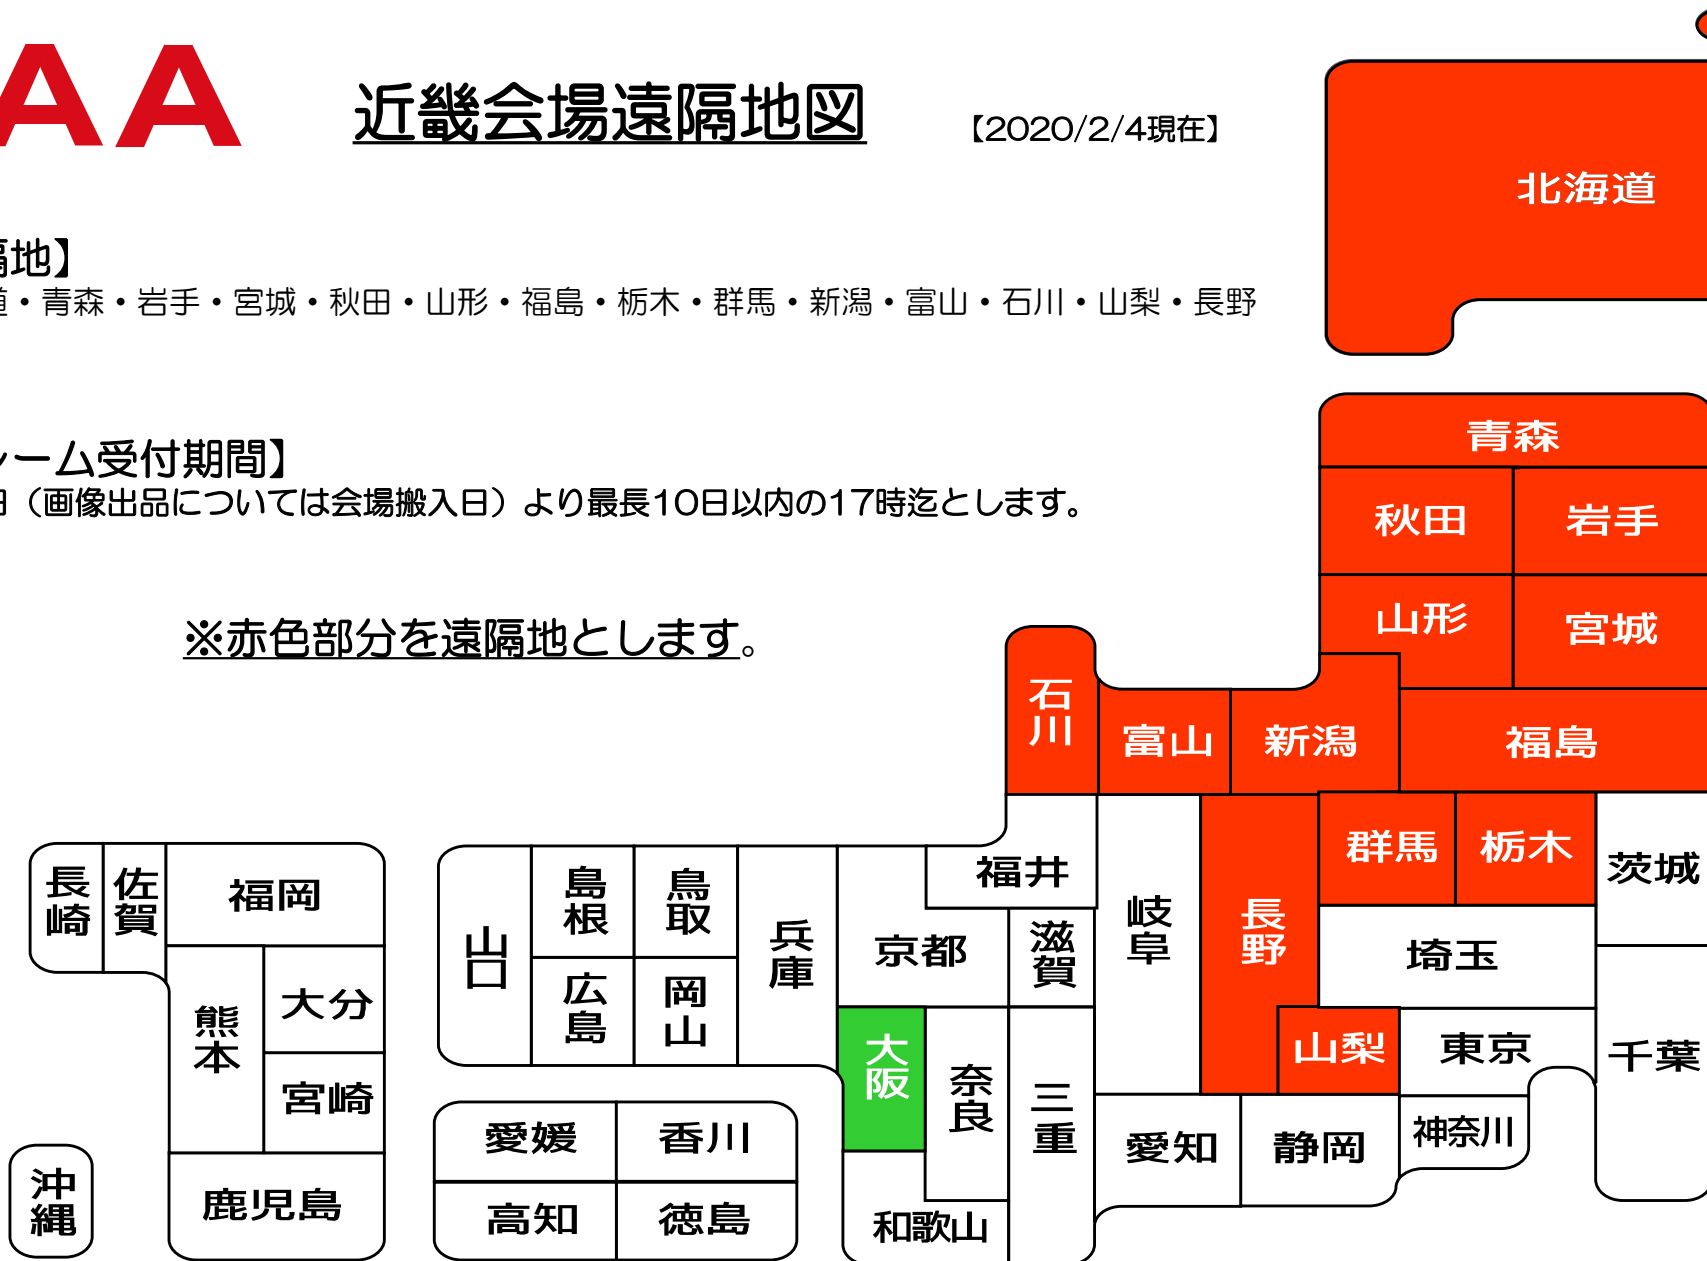 AA
近畿会場遠隔地図
【2020/2/4現在】
隔地】
道・青森・岩手・宮城・秋田・山形・福島・栃木・群馬・新潟・富山・石川・山梨・長野
レーム受付期間】
日（画像出品については会場搬入日）より最長10日以内の17時迄とします。
※赤色部分を遠隔地とします。
北海道
青森
秋田
岩手
山形
宮城
石川
富山
新潟
福島
群馬
栃木
茨城
長崎
佐賀
福岡
山口
島根
鳥取
兵庫
京都
福井
滋賀
岐阜
長野
埼玉
熊本
大分
広島
岡山
大阪
奈良
三重
山梨
東京
千葉
宮崎
愛媛
香川
愛知
静岡
神奈川
沖縄
鹿児島
高知
徳島
和歌山